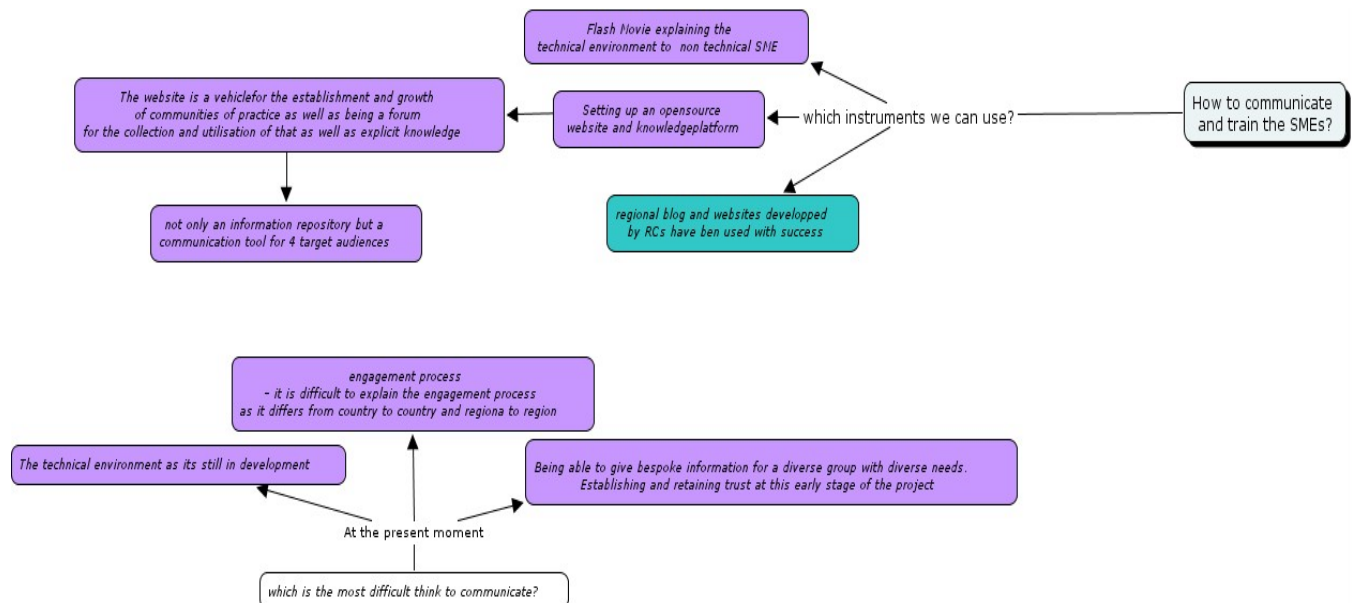 Flash Novie explaining the
technical environment to non technical SNE
The website is a vehiclefor the establishment and growth
of communities of practice as well as being a forum
for the collection and utilisation of that as well as explicit knowledge
Setting up an opensource
website and knowledgeplatform
which instruments we can use?
How to communicate
and train the SMEs?
not only an information repository but a
communication tool for 4 target audiences
regional blog and websites developped
by RCs have ben used with success
engagement process
- it is difficult to explain the engagement process
as it differs from country to country and regiona to region
The technical environment as its still in development
Being able to give bespoke information for a diverse group with diverse needs.
Establishing and retaining trust at this early stage of the project
At the present moment
which is the most difficult think to communicate?